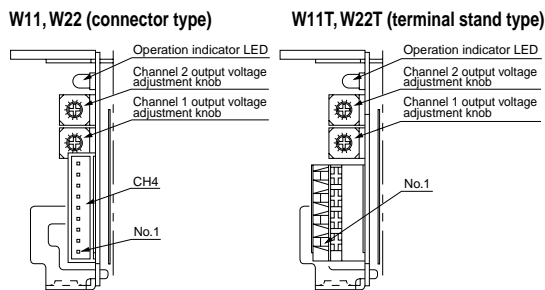 W11, W22 (connector type)
Operation indicator LED
Channel 2 output voltage
adjustment knob
Channel 1 output voltage
adjustment knob
CH4
No.1
W11T, W22T (terminal stand type)
Operation indicator LED
Channel 2 output voltage
adjustment knob
Channel 1 output voltage
adjustment knob
No.1